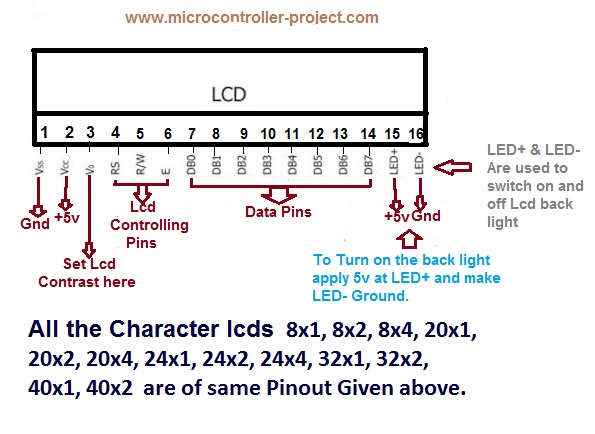 www.microcontroller-project.com
LCD
1 2 3 4 5 6 7 8 9 10 11 12 13 14 15 16
Vss Vcc V0 RS R/W E DB0 DB1 DB2 DB3 DB4 DB5 DB6 DB7 LED+ LED-
Gnd
+5v
Set Lcd
Contrast here
Lcd
Controlling
Pins
Data Pins
+5v
Gnd
LED+ & LED-
Are used to
switch on and
off Lcd back
light
To Turn on the back light
apply 5v at LED+ and make
LED- Ground.
All the Character lcds 8x1, 8x2, 8x4, 20x1,
20x2, 20x4, 24x1, 24x2, 24x4, 32x1, 32x2,
40x1, 40x2 are of same Pinout Given above.